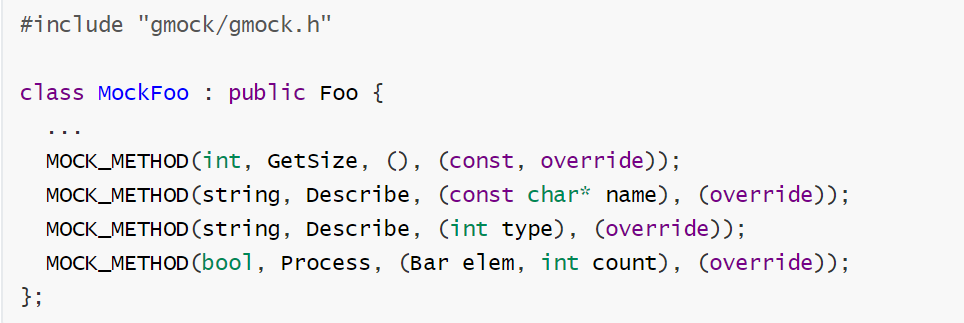 #include "gmock/gmock.h"
class MockFoo : public Foo {
...
MOCK_METHOD(int, GetSize, (), (const, override));
MOCK_METHOD(string, Describe, (const char* name), (override));
MOCK_METHOD(string, Describe, (int type), (override));
MOCK_METHOD(bool, Process, (Bar elem, int count), (override));
};